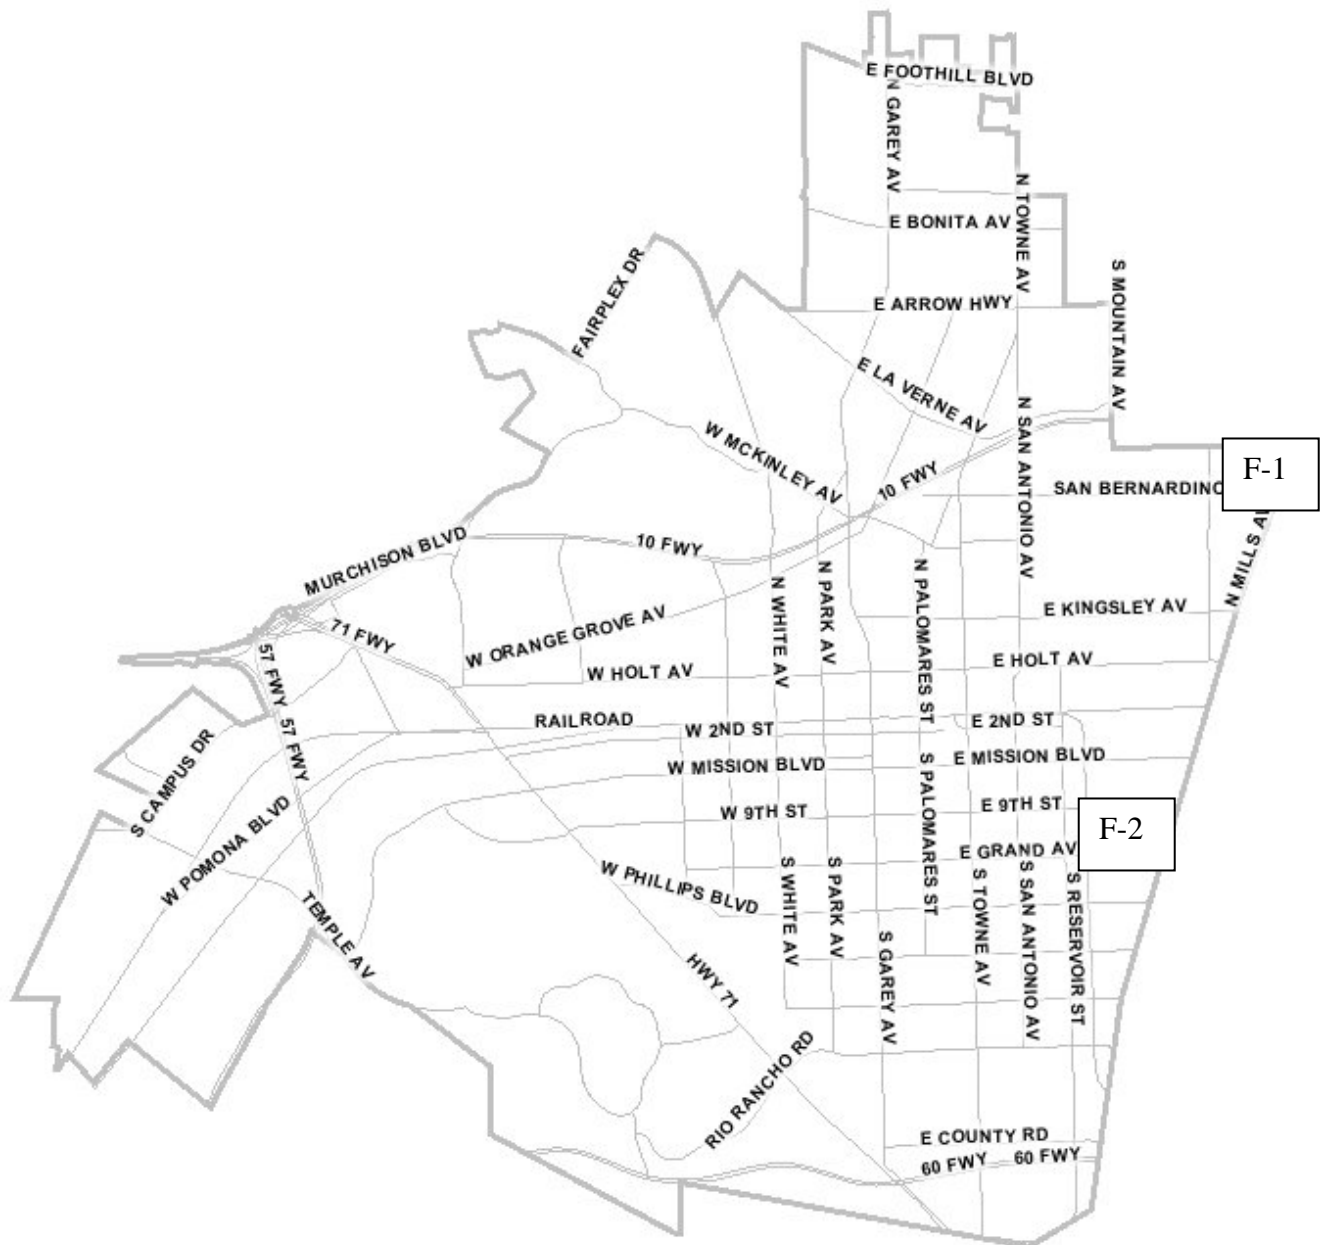 E FOOTHILL BLVD
N GAREY AV
N TOWNE AV
E BONITA AV
S MOUNTAIN AV
FAIRPLEX DR
E ARROW HWY
E LA VERNE AV
N SAN ANTONIO AV
W MCKINLEY AV
10 FWY
F-1
SAN BERNARDINO
N MILLS
MURCHISON BLVD
10 FWY
N WHITE AV
N PARK AV
N PALOMARES ST
E KINGSLEY AV
71 FWY
W ORANGE GROVE AV
57 FWY
W HOLT AV
E HOLT AV
RAILROAD
W 2ND ST
E 2ND ST
57 FWY
S CAMPUS DR
W MISSION BLVD
E MISSION BLVD
S PALOMARES ST
W POMONA BLVD
W 9TH ST
E 9TH ST
F-2
E GRAND AV
W PHILLIPS BLVD
S WHITE AV
S PARK AV
S TOWNE AV
S SAN ANTONIO AV
S RESERVOIR ST
TEMPLE AV
S GAREY AV
HWY 71
RIO RANCHO RD
E COUNTY RD
60 FWY
60 FWY